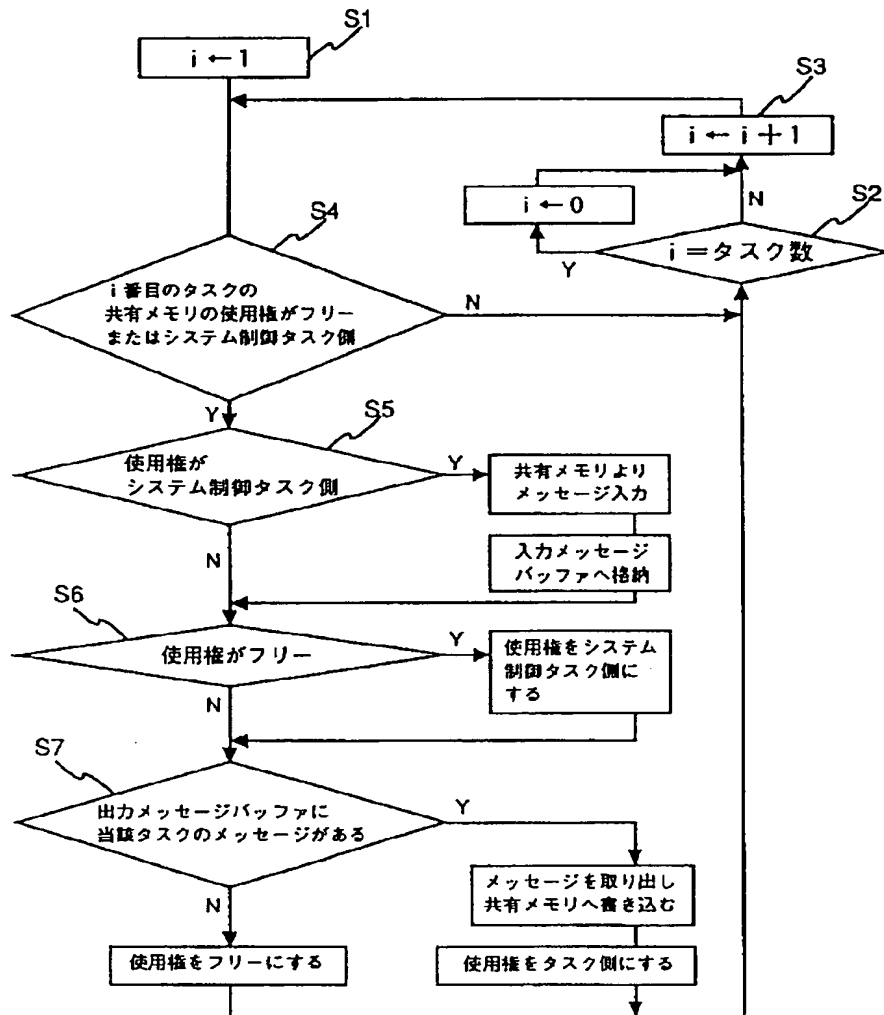 S1
i ← 1
S3
i ← i + 1
i ← 0
N
S2
i = タスク数
Y
S4
i 番目のタスクの
共有メモリの使用権がフリー
またはシステム制御タスク側
N
Y
S5
使用権が
システム制御タスク側
Y
共有メモリより
メッセージ入力
N
入力メッセージ
バッファへ格納
S6
使用権がフリー
Y
使用権をシステム
制御タスク側に
する
N
S7
出力メッセージバッファに
当該タスクのメッセージがある
Y
メッセージを取り出し
共有メモリへ書き込む
N
使用権をフリーにする
使用権をタスク側にする